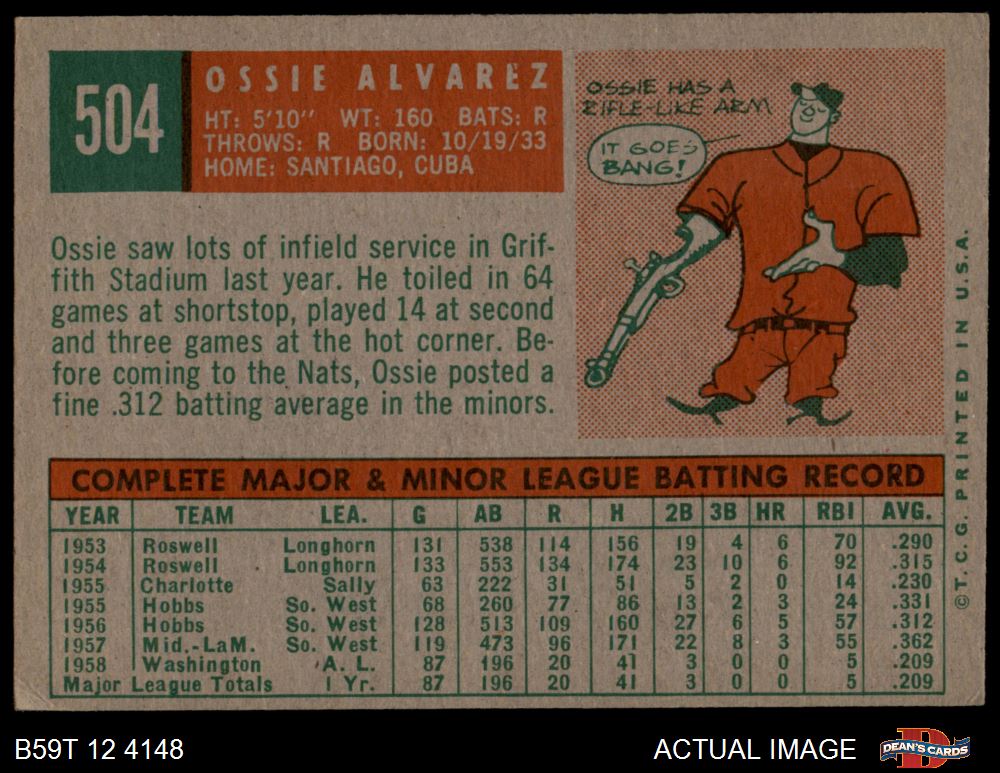 504
OSSIE ALVAREZ
HT: 5'10" WT: 160 BATS: R
THROWS: R BORN: 10/19/33
HOME: SANTIAGO, CUBA
OSSIE HAS A
RIFLE-LIKE ARM
IT GOES
BANG!
Ossie saw lots of infield service in Grif-
fith Stadium last year. He toiled in 64
games at shortstop, played 14 at second
and three games at the hot corner. Be-
fore coming to the Nats, Ossie posted a
fine .312 batting average in the minors.
COMPLETE MAJOR & MINOR LEAGUE BATTING RECORD
YEAR TEAM LEA. G AB R H 2B 3B HR RBI AVG.
1953 Roswell Longhorn 131 538 114 156 19 4 6 70 .290
1954 Roswell Longhorn 133 553 134 174 23 10 6 92 .315
1955 Charlotte Sally 63 222 31 51 5 2 0 14 .230
1955 Hobbs So. West 68 260 77 86 13 2 3 24 .331
1956 Hobbs So. West 128 513 109 160 27 6 5 57 .312
1957 Mid.-LaM. So. West 119 473 96 171 22 8 3 55 .362
1958 Washington A. L. 87 196 20 41 3 0 0 5 .209
Major League Totals 1 Yr. 87 196 20 41 3 0 0 5 .209
© T. C. G. PRINTED IN U.S.A.
B59T 12 4148
ACTUAL IMAGE
DEAN'S CARDS